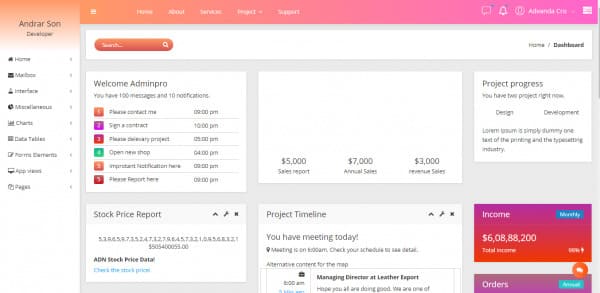 Andrar Son
Developer
Home
Mailbox
Interface
Miscellaneous
Charts
Data Tables
Forms Elements
App views
Pages
Home About Services Project Support
Advanda Cro
Search...
Home / Dashboard
Welcome Adminpro
You have 100 messages and 10 notifications.
1 Please contact me 09:00 pm
2 Sign a contract 10:00 pm
3 Please delevary project 05:00 pm
4 Open new shop 04:00 pm
5 Improtant Notification here 09:00 pm
5 Please Report here 09:00 pm
$5,000
Sales report
$7,000
Annual Sales
$3,000
revenue Sales
Project progress
You have two project right now.
Design Development
Lorem Ipsum is simply dummy one
text of the printing and the typesetting
industry.
Stock Price Report
5,3,9,6,5,9,7,3,5,2,4,7,3,2,7,9,6,4,5,7,3,2,1,0,9,5,6,8,3,2,1
$505400055.00
ADN Stock Price Data!
Check the stock price!
Project Timeline
You have meeting today!
Meeting is on 6:00am. Check your schedule to see detail.
Alternative content for the map
6:00 am
Managing Director at Leather Export
Hope you all are doing good. We are one of
Income Monthly
$6,08,88,200
Total income 98%
Orders Annual